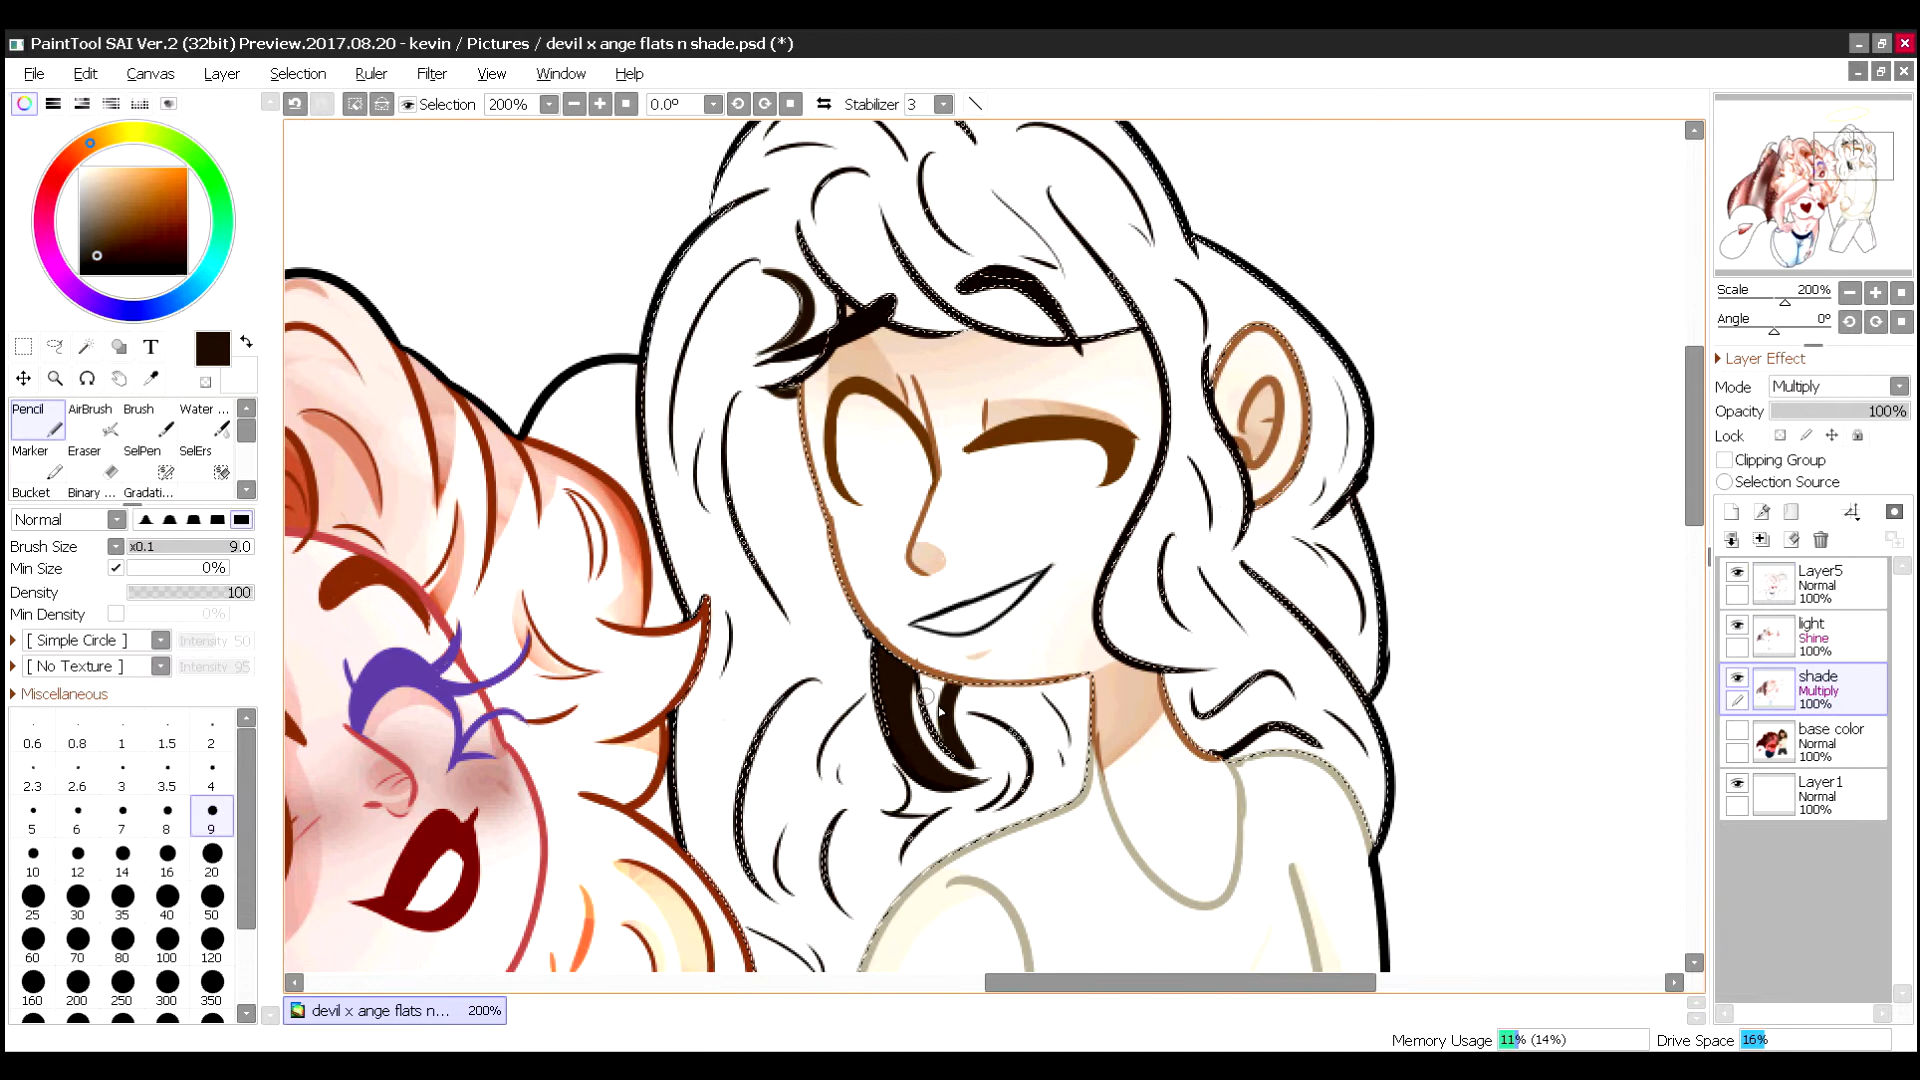 PaintTool SAI Ver.2 (32bit) Preview.2017.08.20 - kevin / Pictures / devil x ange flats n shade.psd (*)
File Edit Canvas Layer Selection Ruler Filter View Window Help
Selection 200% 0.0º Stabilizer 3
T
Pencil AirBrush Brush Water ...
Marker Eraser SelPen SelErs
Bucket Binary ... Gradati...
Normal
Brush Size x0.1 9.0
Min Size 0%
Density 100
Min Density 0%
[ Simple Circle ] Intensity 50
[ No Texture ] Intensity 95
Miscellaneous
0.6 0.8 1 1.5 2
2.3 2.6 3 3.5 4
5 6 7 8 9
10 12 14 16 20
25 30 35 40 50
60 70 80 100 120
160 200 250 300 350
devil x ange flats n... 200%
Scale 200%
Angle 0º
Layer Effect
Mode Multiply
Opacity 100%
Lock
Clipping Group
Selection Source
Layer5
Normal
100%
light
Shine
100%
shade
Multiply
100%
base color
Normal
100%
Layer1
Normal
100%
Memory Usage 11% (14%) Drive Space 16%